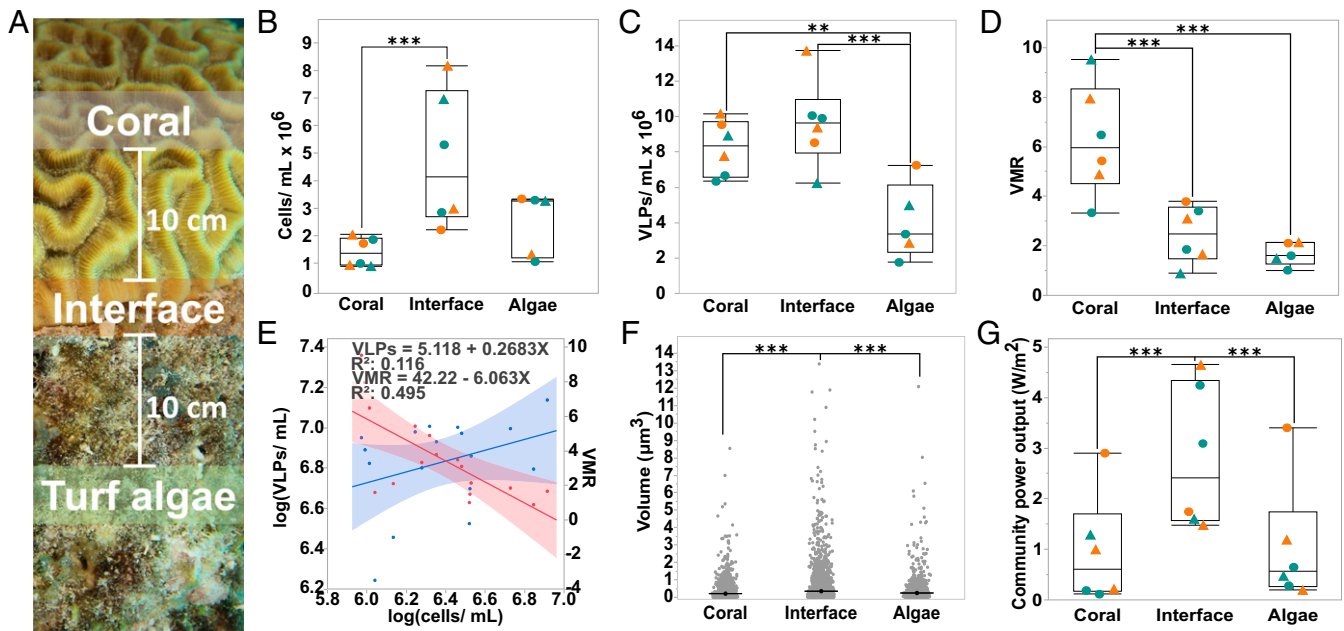 A
Coral
10 cm
Interface
10 cm
Turf algae
B
***
Cells/ mL x 10⁶
9
8
7
6
5
4
3
2
1
0
Coral Interface Algae
C
**
***
VLPs/ mL x 10⁶
14
12
10
8
6
4
2
0
Coral Interface Algae
D
***
***
VMR
10
8
6
4
2
0
Coral Interface Algae
E
VLPs = 5.118 + 0.2683X
R²: 0.116
VMR = 42.22 - 6.063X
R²: 0.495
log(VLPs/ mL)
7.4
7.2
7.0
6.8
6.6
6.4
6.2
10
8
6
4
2
0
-2
-4
VMR
5.8 6.0 6.2 6.4 6.6 6.8 7.0
log(cells/ mL)
F
***
***
Volume (µm³)
14
13
12
11
10
9
8
7
6
5
4
3
2
1
0
Coral Interface Algae
G
***
***
Community power output (W/m²)
5
4
3
2
1
0
Coral Interface Algae